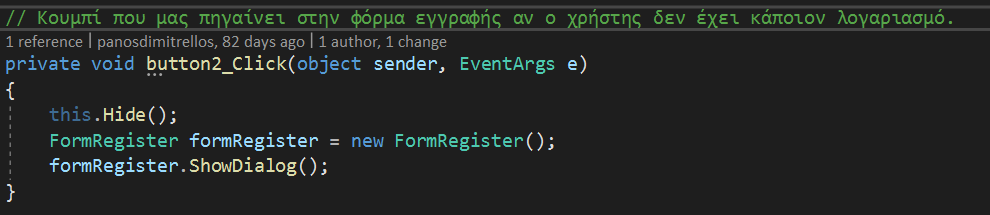 // Κουμπί που μας πηγαίνει στην φόρμα εγγραφής αν ο χρήστης δεν έχει κάποιον λογαριασμό.
1 reference | panosdimitrellos, 82 days ago | 1 author, 1 change
private void button2_Click(object sender, EventArgs e)
{
this.Hide();
FormRegister formRegister = new FormRegister();
formRegister.ShowDialog();
}